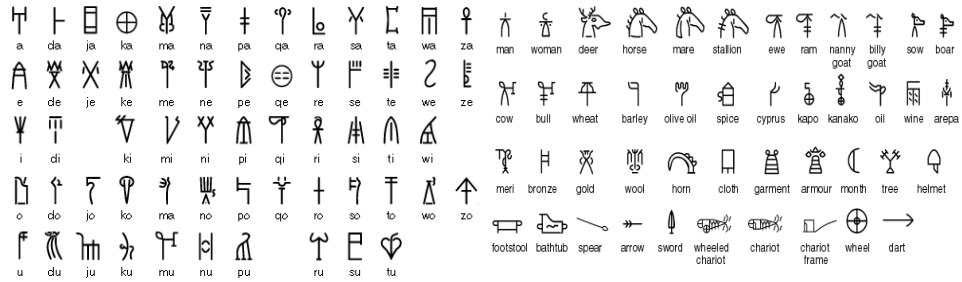 𐀀 𐀅 𐀊 𐀏 𐀔 𐀙 𐀞 𐀣 𐀨 𐀭 𐀲 𐀷 𐀼
a da ja ka ma na pa qa ra sa ta wa za
𐀁 𐀆 𐀋 𐀐 𐀕 𐀚 𐀟 𐀤 𐀩 𐀮 𐀳 𐀸 𐀽
e de je ke me ne pe qe re se te we ze
𐀂 𐀇 𐀑 𐀖 𐀛 𐀠 𐀥 𐀪 𐀯 𐀴 𐀹
i di ki mi ni pi qi ri si ti wi
𐀃 𐀈 𐀍 𐀒 𐀗 𐀜 𐀡 𐀦 𐀫 𐀰 𐀵 𐀺 𐀿
o do jo ko ma no po qo ro so to wo zo
𐀄 𐀉 𐀎 𐀓 𐀘 𐀝 𐀢 𐀬 𐀱 𐀶
u du ju ku mu nu pu ru su tu
man woman deer horse mare stallion ewe ram nanny goat billy goat sow boar
cow bull wheat barley olive oil spice cyprus kapo kanako oil wine arepa
meri bronze gold wool horn cloth garment armour month tree helmet
footstool bathtub spear arrow sword wheeled chariot chariot chariot frame wheel dart